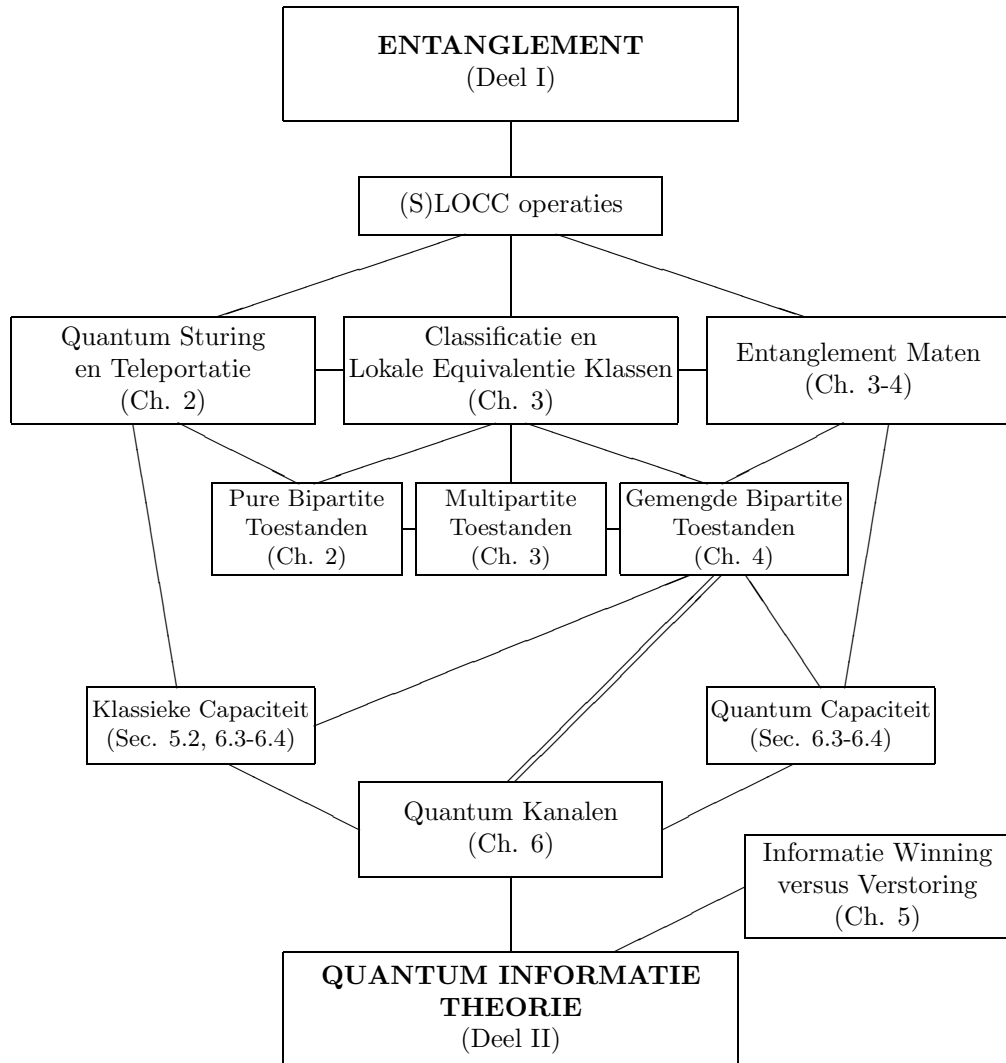 ENTANGLEMENT
(Deel I)
(S)LOCC operaties
Quantum Sturing
en Teleportatie
(Ch. 2)
Classificatie en
Lokale Equivalentie Klassen
(Ch. 3)
Entanglement Maten
(Ch. 3-4)
Pure Bipartite
Toestanden
(Ch. 2)
Multipartite
Toestanden
(Ch. 3)
Gemengde Bipartite
Toestanden
(Ch. 4)
Klassieke Capaciteit
(Sec. 5.2, 6.3-6.4)
Quantum Capaciteit
(Sec. 6.3-6.4)
Quantum Kanalen
(Ch. 6)
Informatie Winning
versus Verstoring
(Ch. 5)
QUANTUM INFORMATIE
THEORIE
(Deel II)